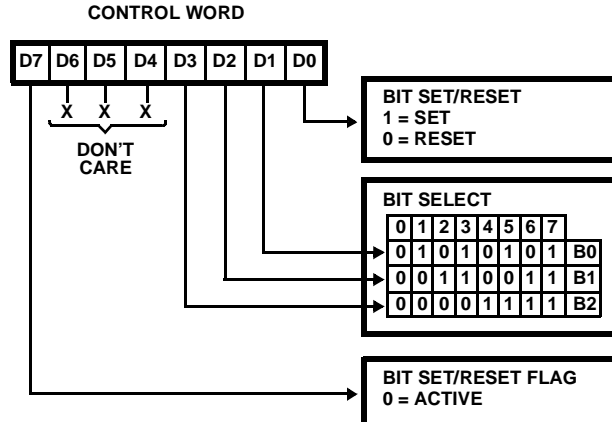 CONTROL WORD
D7 D6 D5 D4 D3 D2 D1 D0
X X X
DON'T
CARE
BIT SET/RESET
1 = SET
0 = RESET
BIT SELECT
0 1 2 3 4 5 6 7
0 1 0 1 0 1 0 1 B0
0 0 1 1 0 0 1 1 B1
0 0 0 0 1 1 1 1 B2
BIT SET/RESET FLAG
0 = ACTIVE